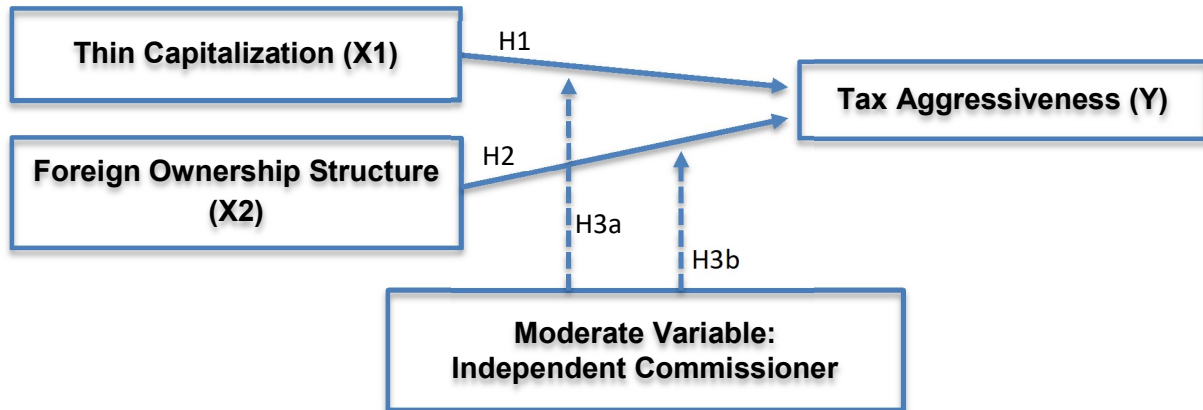 Thin Capitalization (X1)
H1
Tax Aggressiveness (Y)
Foreign Ownership Structure
(X2)
H2
H3a
H3b
Moderate Variable:
Independent Commissioner